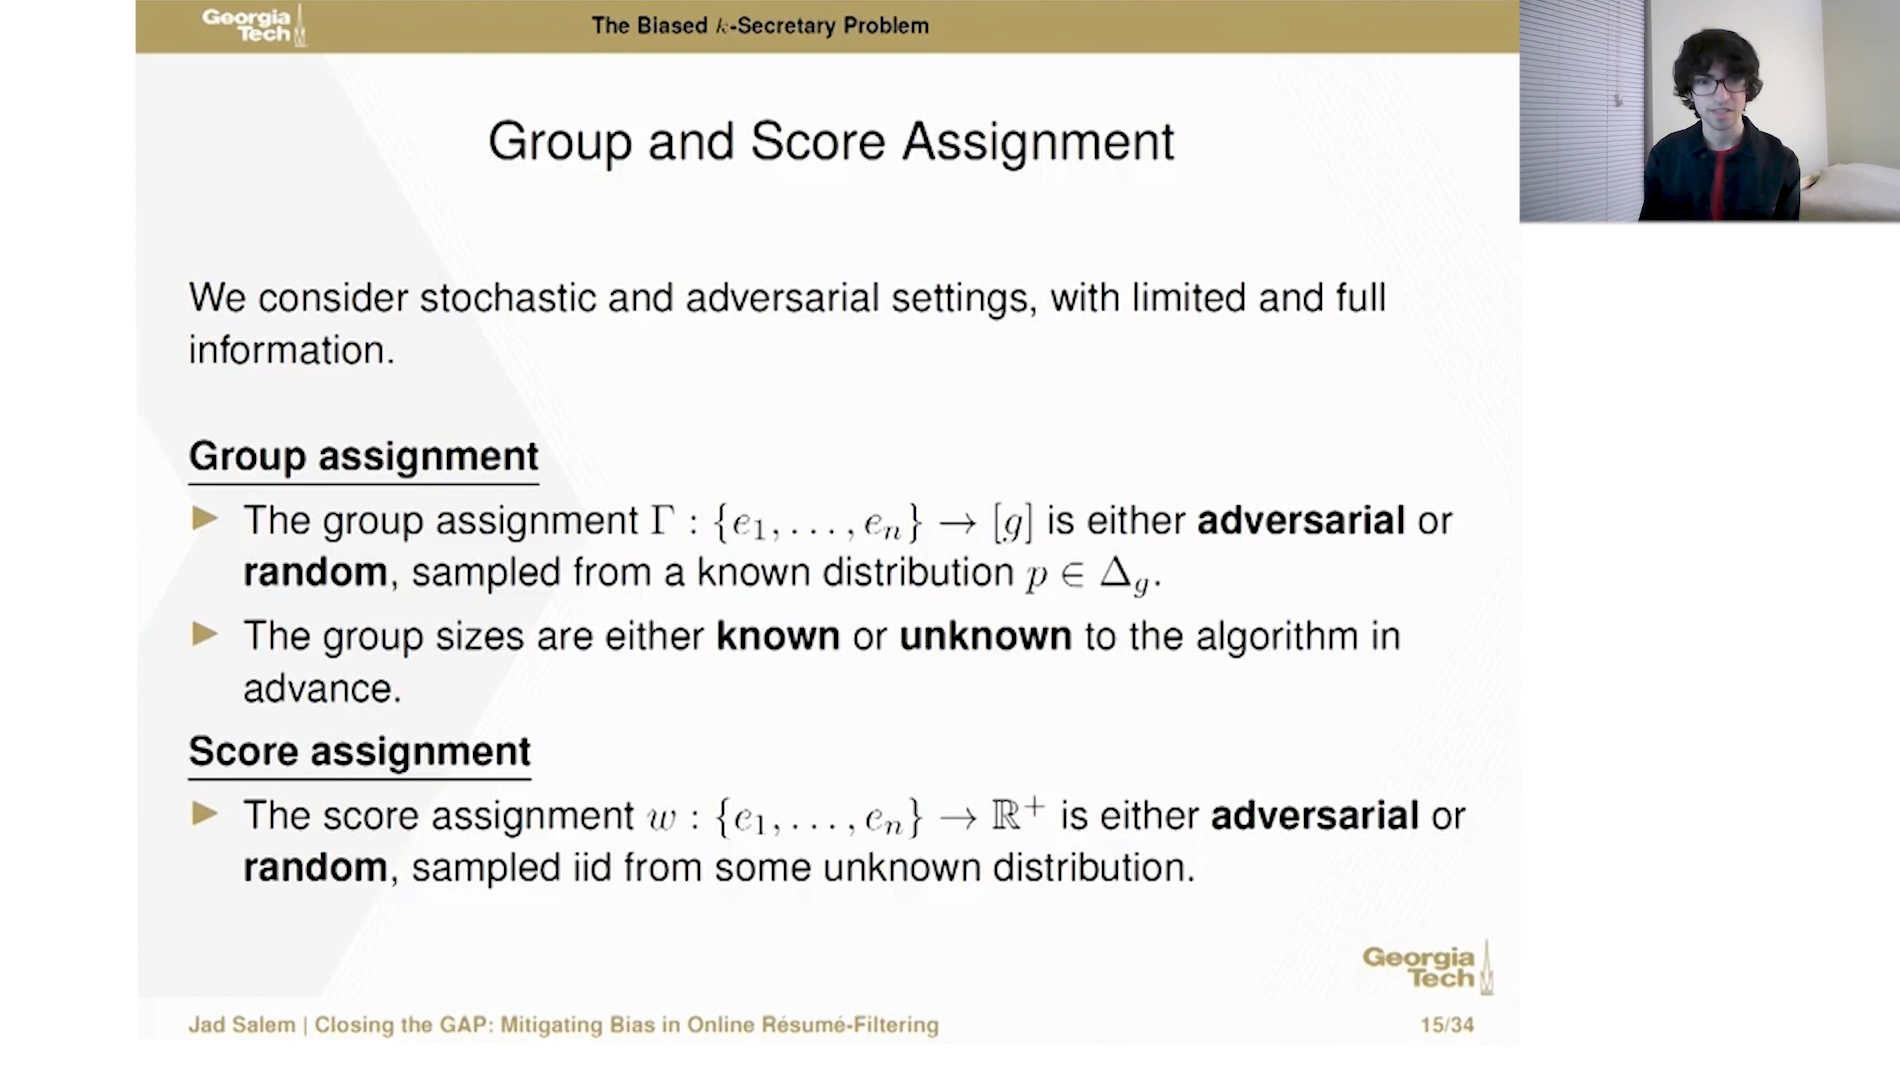 Georgia
Tech
The Biased k-Secretary Problem
Group and Score Assignment
We consider stochastic and adversarial settings, with limited and full
information.
Group assignment
▶ The group assignment Γ : {e₁, . . . , eₙ} → [g] is either adversarial or
random, sampled from a known distribution p ∈ Δ_g.
▶ The group sizes are either known or unknown to the algorithm in
advance.
Score assignment
▶ The score assignment w : {e₁, . . . , eₙ} → ℝ⁺ is either adversarial or
random, sampled iid from some unknown distribution.
Georgia
Tech
Jad Salem | Closing the GAP: Mitigating Bias in Online Résumé-Filtering
15/34